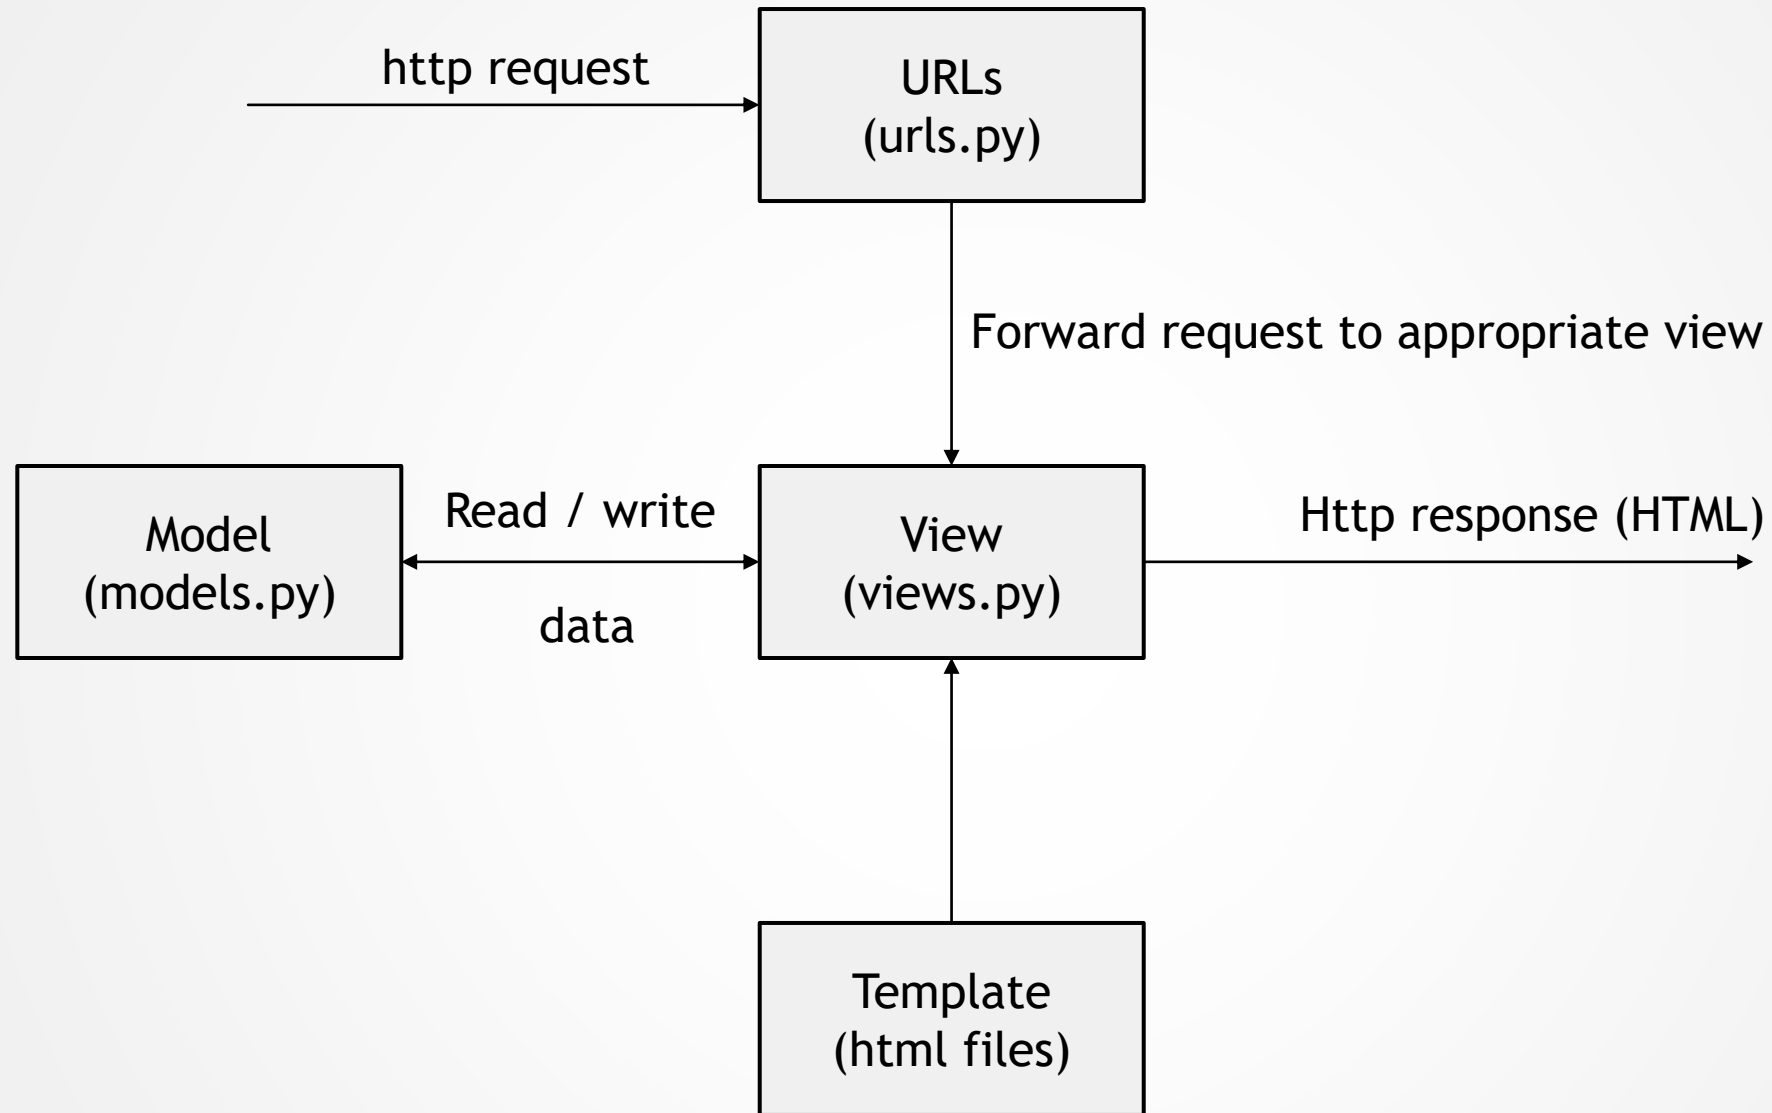 http request
URLs
(urls.py)
Forward request to appropriate view
Model
(models.py)
Read / write
data
View
(views.py)
Http response (HTML)
Template
(html files)